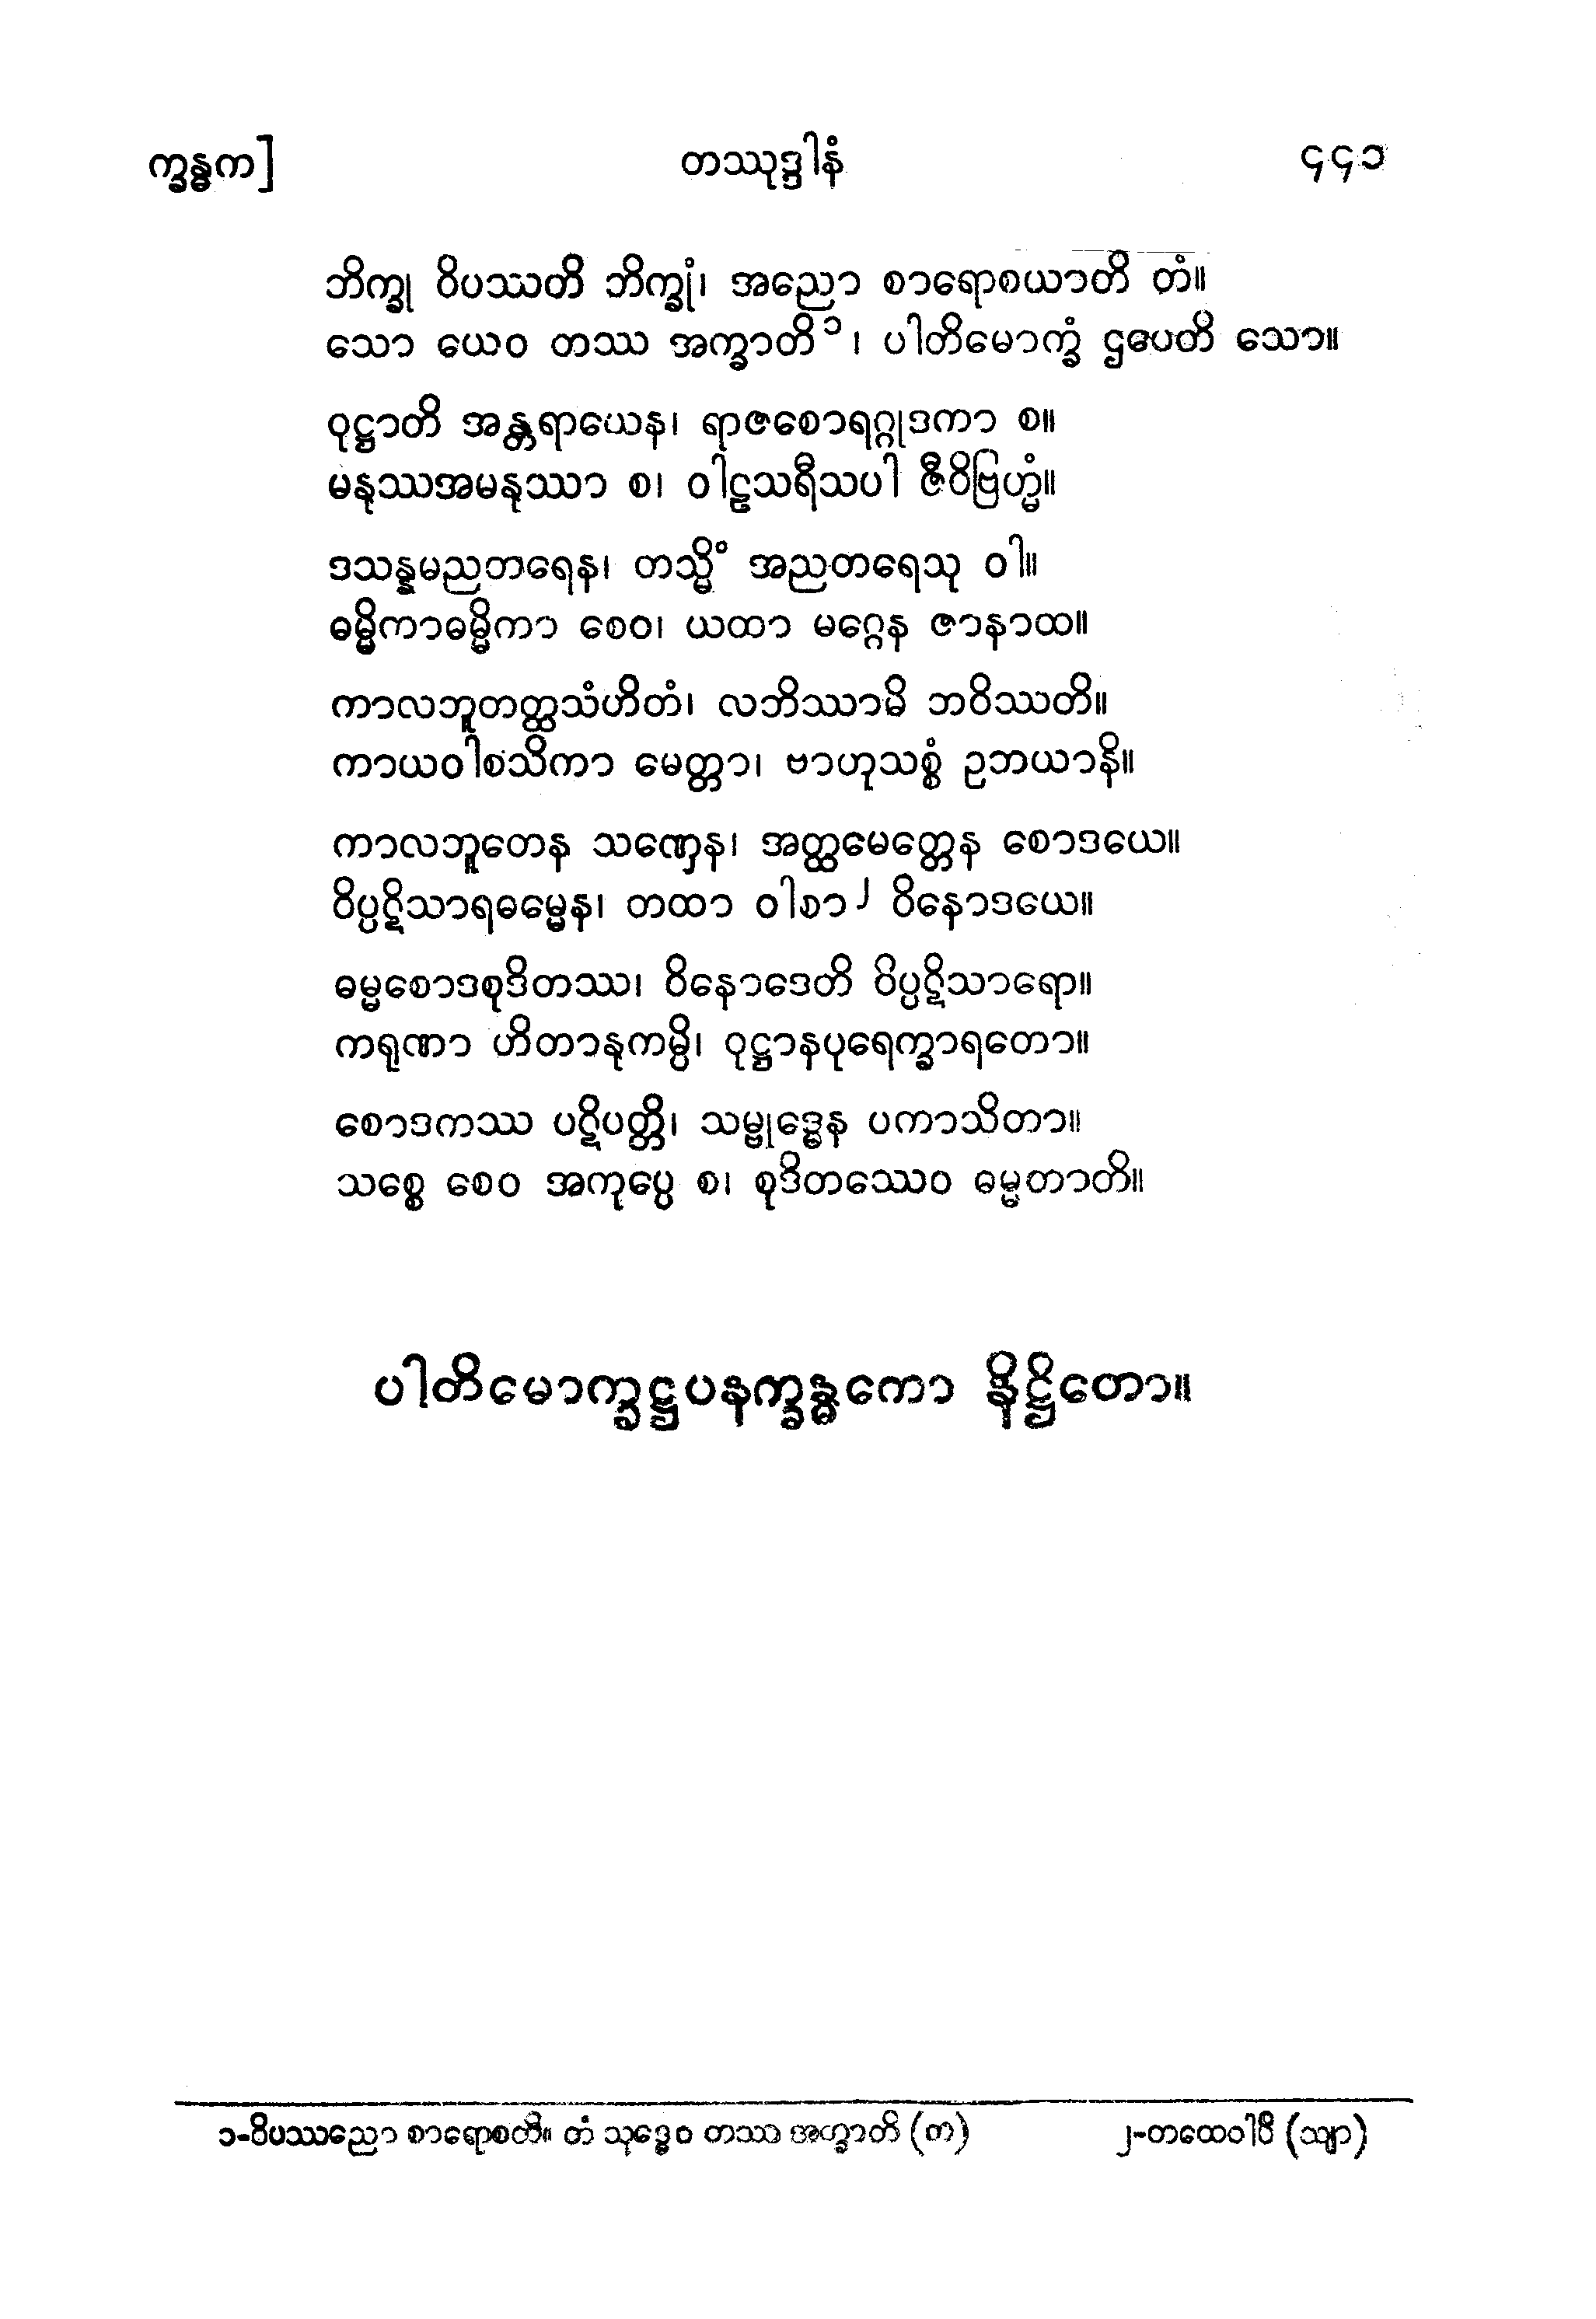 က္ခန္ဓက]
တဿုဒ္ဒါနံ
၄၄၁
ဘိက္ခု ဝိပဿတိ ဘိက္ခုံ၊ အညော စာရောစယာတိ တံ။
သော ယေဝ တဿ အက္ခာတိ ၁ ၊ ပါတိမောက္ခံ ဌပေတိ သော။
ဝုဋ္ဌာတိ အန္တရာယေန၊ ရာဇစောရဂ္ဂုဒကာ စ။
မနုဿအမနုဿာ စ၊ ဝါဠသရီသပါ ဇီဝိဗြဟ္မံ။
ဒသန္နမညတရေန၊ တသ္မိံ အညတရေသု ဝါ။
ဓမ္မိကာဓမ္မိကာ စေဝ၊ ယထာ မဂ္ဂေန ဇာနာထ။
ကာလဘူတတ္ထသံဟိတံ၊ လဘိဿာမိ ဘဝိဿတိ။
ကာယဝါစသိကာ မေတ္တာ၊ ဗာဟုသစ္စံ ဥဘယာနိ။
ကာလဘူတေန သဏှေန၊ အတ္ထမေတ္တေန စောဒယေ။
ဝိပ္ပဋိသာရဓမ္မေန၊ တထာ ဝါစာ ၂ ဝိနောဒယေ။
ဓမ္မစောဒစုဒိတဿ၊ ဝိနောဒေတိ ဝိပ္ပဋိသာရော။
ကရုဏာ ဟိတာနုကမ္ပိ၊ ဝုဋ္ဌာနပုရေက္ခာရတော။
စောဒကဿ ပဋိပတ္တိ၊ သမ္ဗုဒ္ဓေန ပကာသိတာ။
သစ္စေ စေဝ အကုပ္ပေ စ၊ စုဒိတဿေဝ ဓမ္မတာတိ။
ပါတိမောက္ခဋ္ဌပနက္ခန္ဓကော နိဋ္ဌိတော။
၁-ဝိပဿညော စာရောစတိ။ တံ သုဒ္ဓေဝ တဿ အက္ခာတိ (က)
၂-တထေဝါပိ (သျာ)